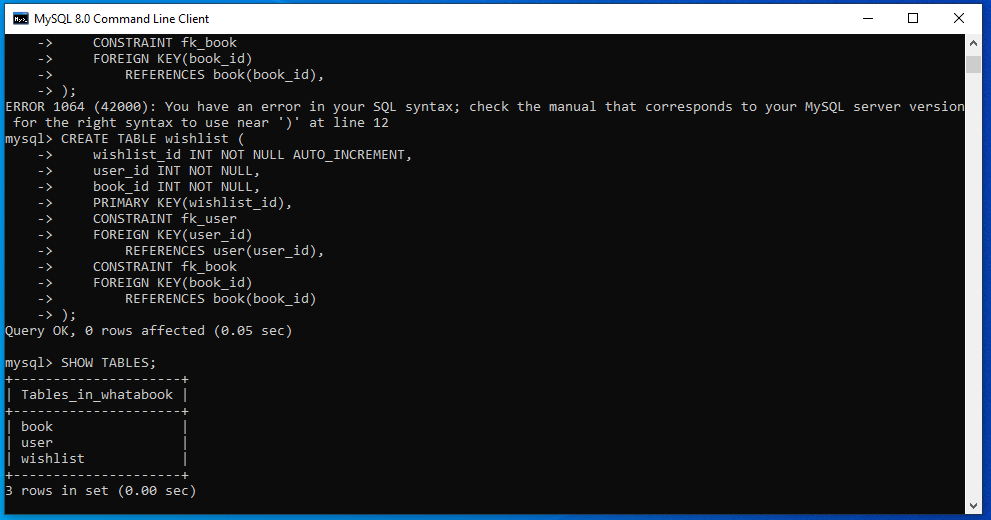 MySQL 8.0 Command Line Client
    ->     CONSTRAINT fk_book
    ->     FOREIGN KEY(book_id)
    ->         REFERENCES book(book_id),
    -> );
ERROR 1064 (42000): You have an error in your SQL syntax; check the manual that corresponds to your MySQL server version
 for the right syntax to use near ')' at line 12
mysql> CREATE TABLE wishlist (
    ->     wishlist_id INT NOT NULL AUTO_INCREMENT,
    ->     user_id INT NOT NULL,
    ->     book_id INT NOT NULL,
    ->     PRIMARY KEY(wishlist_id),
    ->     CONSTRAINT fk_user
    ->     FOREIGN KEY(user_id)
    ->         REFERENCES user(user_id),
    ->     CONSTRAINT fk_book
    ->     FOREIGN KEY(book_id)
    ->         REFERENCES book(book_id)
    -> );
Query OK, 0 rows affected (0.05 sec)

mysql> SHOW TABLES;
+---------------------+
| Tables_in_whatabook |
+---------------------+
| book                |
| user                |
| wishlist            |
+---------------------+
3 rows in set (0.00 sec)